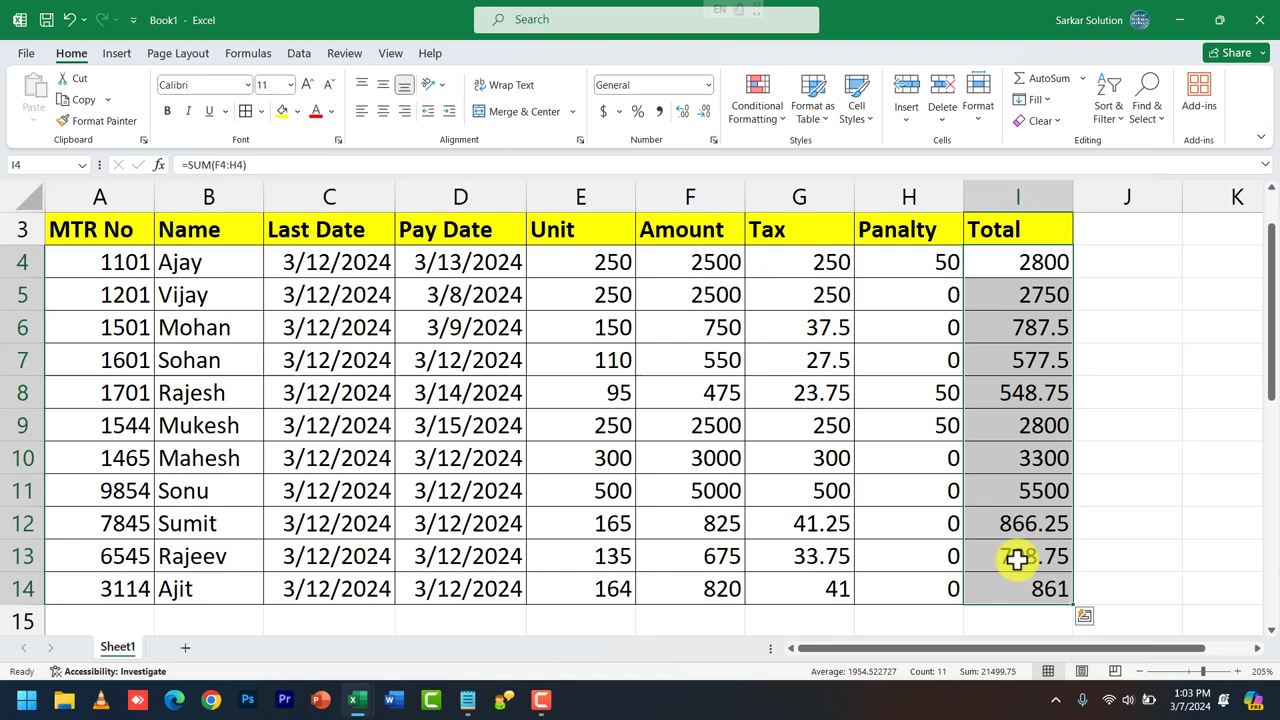 EN
Book1 - Excel
Search
Sarkar Solution
File Home Insert Page Layout Formulas Data Review View Help
Share
Paste
Cut
Copy
Format Painter
Clipboard
Calibri 11
B I U A
Font
Wrap Text
Merge & Center
Alignment
General
$ % ,
Number
Conditional Formatting
Format as Table
Cell Styles
Styles
Insert Delete Format
Cells
AutoSum
Fill
Clear
Sort & Filter
Find & Select
Editing
Add-ins
Add-ins
I4 fx =SUM(F4:H4)
A B C D E F G H I J K
3 MTR No Name Last Date Pay Date Unit Amount Tax Panalty Total
4 1101 Ajay 3/12/2024 3/13/2024 250 2500 250 50 2800
5 1201 Vijay 3/12/2024 3/8/2024 250 2500 250 0 2750
6 1501 Mohan 3/12/2024 3/9/2024 150 750 37.5 0 787.5
7 1601 Sohan 3/12/2024 3/12/2024 110 550 27.5 0 577.5
8 1701 Rajesh 3/12/2024 3/14/2024 95 475 23.75 50 548.75
9 1544 Mukesh 3/12/2024 3/15/2024 250 2500 250 50 2800
10 1465 Mahesh 3/12/2024 3/12/2024 300 3000 300 0 3300
11 9854 Sonu 3/12/2024 3/12/2024 500 5000 500 0 5500
12 7845 Sumit 3/12/2024 3/12/2024 165 825 41.25 0 866.25
13 6545 Rajeev 3/12/2024 3/12/2024 135 675 33.75 0
14 3114 Ajit 3/12/2024 3/12/2024 164 820 41 0 861
15
Sheet1
Ready Accessibility: Investigate Average: 1954.522727 Count: 11 Sum: 21499.75 205%
1:03 PM
3/7/2024